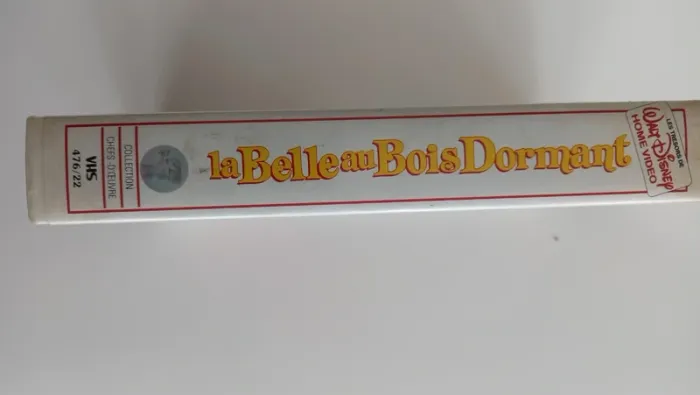 LES TRÉSORS DE
WALT DISNEY
HOME VIDEO
la Belle au Bois Dormant
COLLECTION
CHEFS-D'ŒUVRE
VHS
476/22